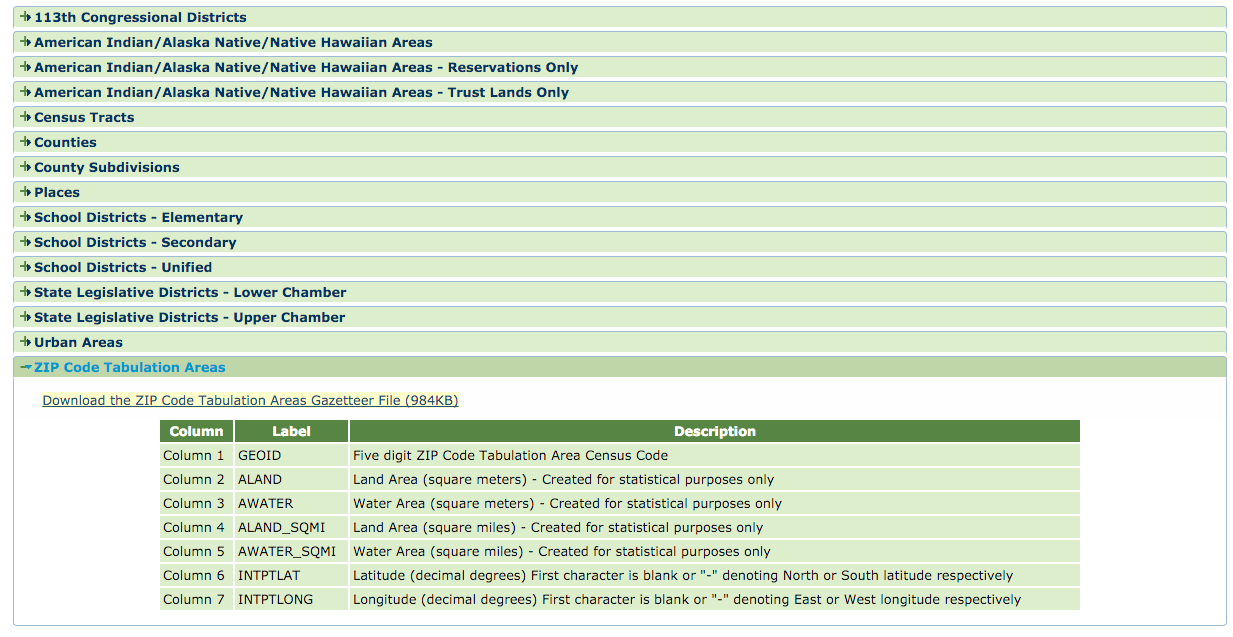 113th Congressional Districts
American Indian/Alaska Native/Native Hawaiian Areas
American Indian/Alaska Native/Native Hawaiian Areas - Reservations Only
American Indian/Alaska Native/Native Hawaiian Areas - Trust Lands Only
Census Tracts
Counties
County Subdivisions
Places
School Districts - Elementary
School Districts - Secondary
School Districts - Unified
State Legislative Districts - Lower Chamber
State Legislative Districts - Upper Chamber
Urban Areas
ZIP Code Tabulation Areas
Download the ZIP Code Tabulation Areas Gazetteer File (984KB)
Column Label Description
Column 1 GEOID Five digit ZIP Code Tabulation Area Census Code
Column 2 ALAND Land Area (square meters) - Created for statistical purposes only
Column 3 AWATER Water Area (square meters) - Created for statistical purposes only
Column 4 ALAND_SQMI Land Area (square miles) - Created for statistical purposes only
Column 5 AWATER_SQMI Water Area (square miles) - Created for statistical purposes only
Column 6 INTPTLAT Latitude (decimal degrees) First character is blank or "-" denoting North or South latitude respectively
Column 7 INTPTLONG Longitude (decimal degrees) First character is blank or "-" denoting East or West longitude respectively